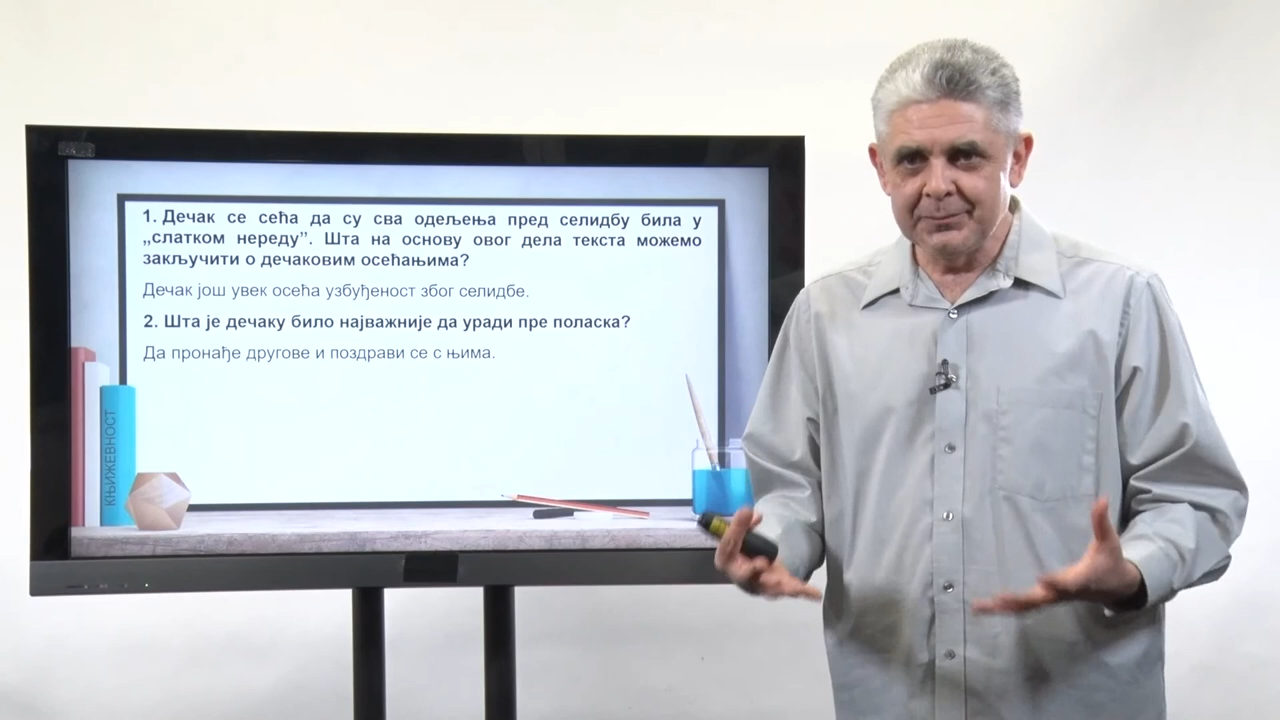 1. Дечак се сећа да су сва одељења пред селидбу била у
„слатком нереду”. Шта на основу овог дела текста можемо
закључити о дечаковим осећањима?
Дечак још увек осећа узбуђеност због селидбе.
2. Шта је дечаку било најважније да уради пре поласка?
Да пронађе другове и поздрави се с њима.
КЊИЖЕВНОСТ